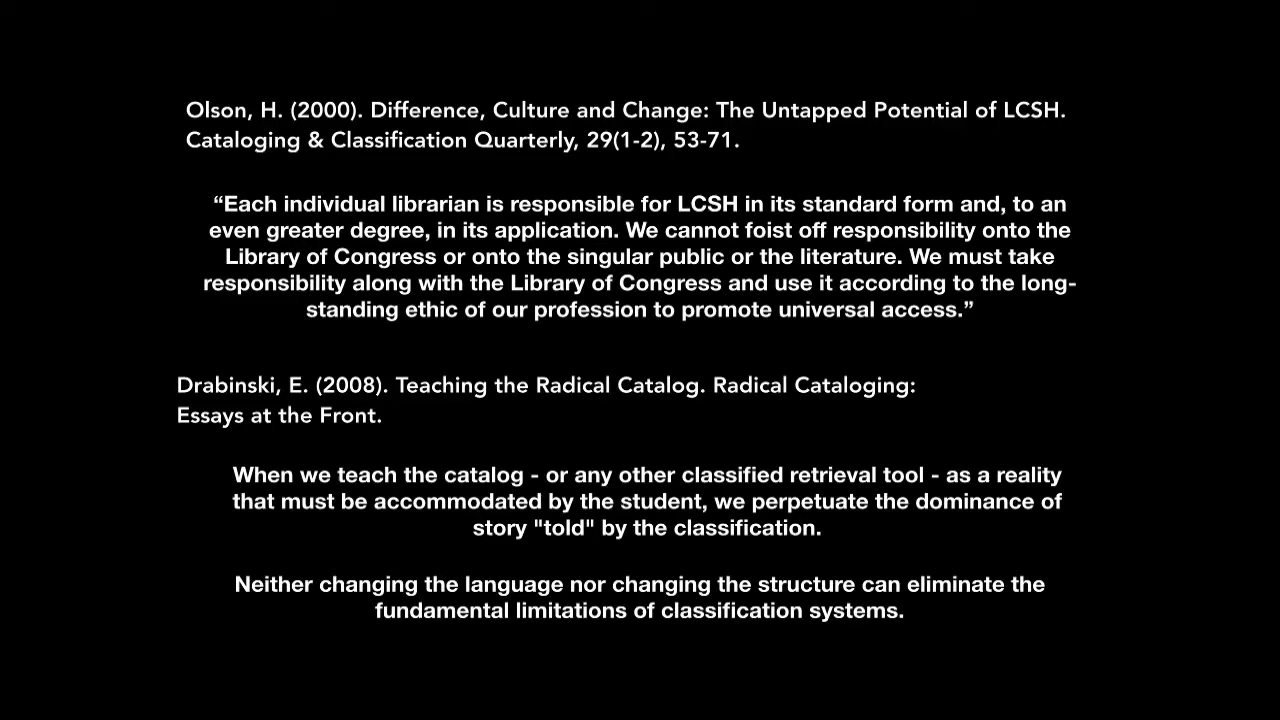 Olson, H. (2000). Difference, Culture and Change: The Untapped Potential of LCSH.
Cataloging & Classification Quarterly, 29(1-2), 53-71.
“Each individual librarian is responsible for LCSH in its standard form and, to an
even greater degree, in its application. We cannot foist off responsibility onto the
Library of Congress or onto the singular public or the literature. We must take
responsibility along with the Library of Congress and use it according to the long-
standing ethic of our profession to promote universal access.”
Drabinski, E. (2008). Teaching the Radical Catalog. Radical Cataloging:
Essays at the Front.
When we teach the catalog - or any other classified retrieval tool - as a reality
that must be accommodated by the student, we perpetuate the dominance of
story "told" by the classification.
Neither changing the language nor changing the structure can eliminate the
fundamental limitations of classification systems.